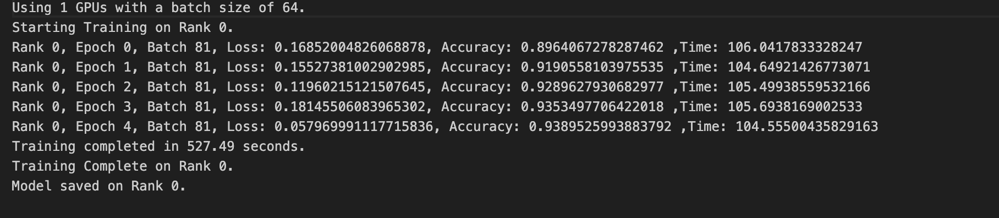 Using 1 GPUs with a batch size of 64.
Starting Training on Rank 0.
Rank 0, Epoch 0, Batch 81, Loss: 0.16852004826068878, Accuracy: 0.8964067278287462 ,Time: 106.0417833328247
Rank 0, Epoch 1, Batch 81, Loss: 0.15527381002902985, Accuracy: 0.9190558103975535 ,Time: 104.64921426773071
Rank 0, Epoch 2, Batch 81, Loss: 0.11960215121507645, Accuracy: 0.9289627930682977 ,Time: 105.49938559532166
Rank 0, Epoch 3, Batch 81, Loss: 0.18145506083965302, Accuracy: 0.9353497706422018 ,Time: 105.6938169002533
Rank 0, Epoch 4, Batch 81, Loss: 0.057969991117715836, Accuracy: 0.9389525993883792 ,Time: 104.55500435829163
Training completed in 527.49 seconds.
Training Complete on Rank 0.
Model saved on Rank 0.